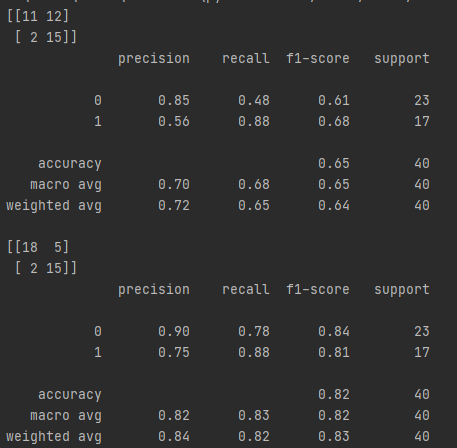 [[11 12]
[ 2 15]]
precision recall f1-score support
0 0.85 0.48 0.61 23
1 0.56 0.88 0.68 17
accuracy 0.65 40
macro avg 0.70 0.68 0.65 40
weighted avg 0.72 0.65 0.64 40
[[18 5]
[ 2 15]]
precision recall f1-score support
0 0.90 0.78 0.84 23
1 0.75 0.88 0.81 17
accuracy 0.82 40
macro avg 0.82 0.83 0.82 40
weighted avg 0.84 0.82 0.83 40